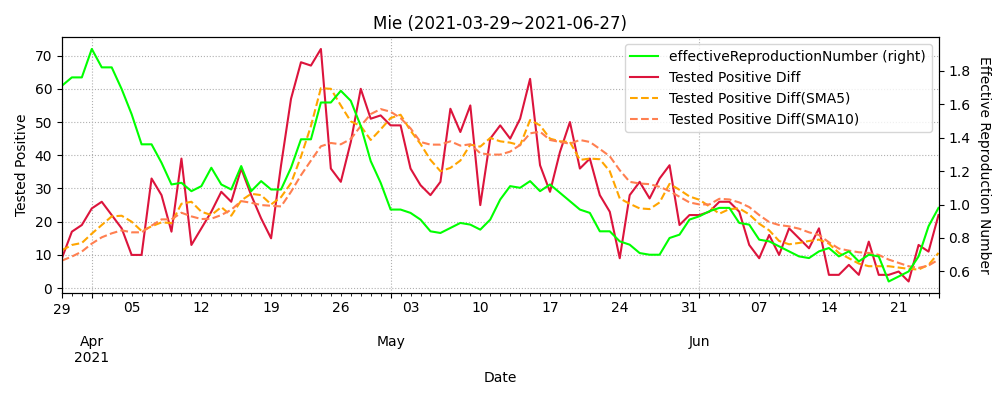 Mie (2021-03-29~2021-06-27)
effectiveReproductionNumber (right)
Tested Positive Diff
Tested Positive Diff(SMA5)
Tested Positive Diff(SMA10)
Tested Positive
70
60
50
40
30
20
10
0
1.8
1.6
1.4
1.2
1.0
0.8
0.6
Effective Reproduction Number
29 05 12 19 26 03 10 17 24 31 07 14 21
Apr May Jun
2021
Date